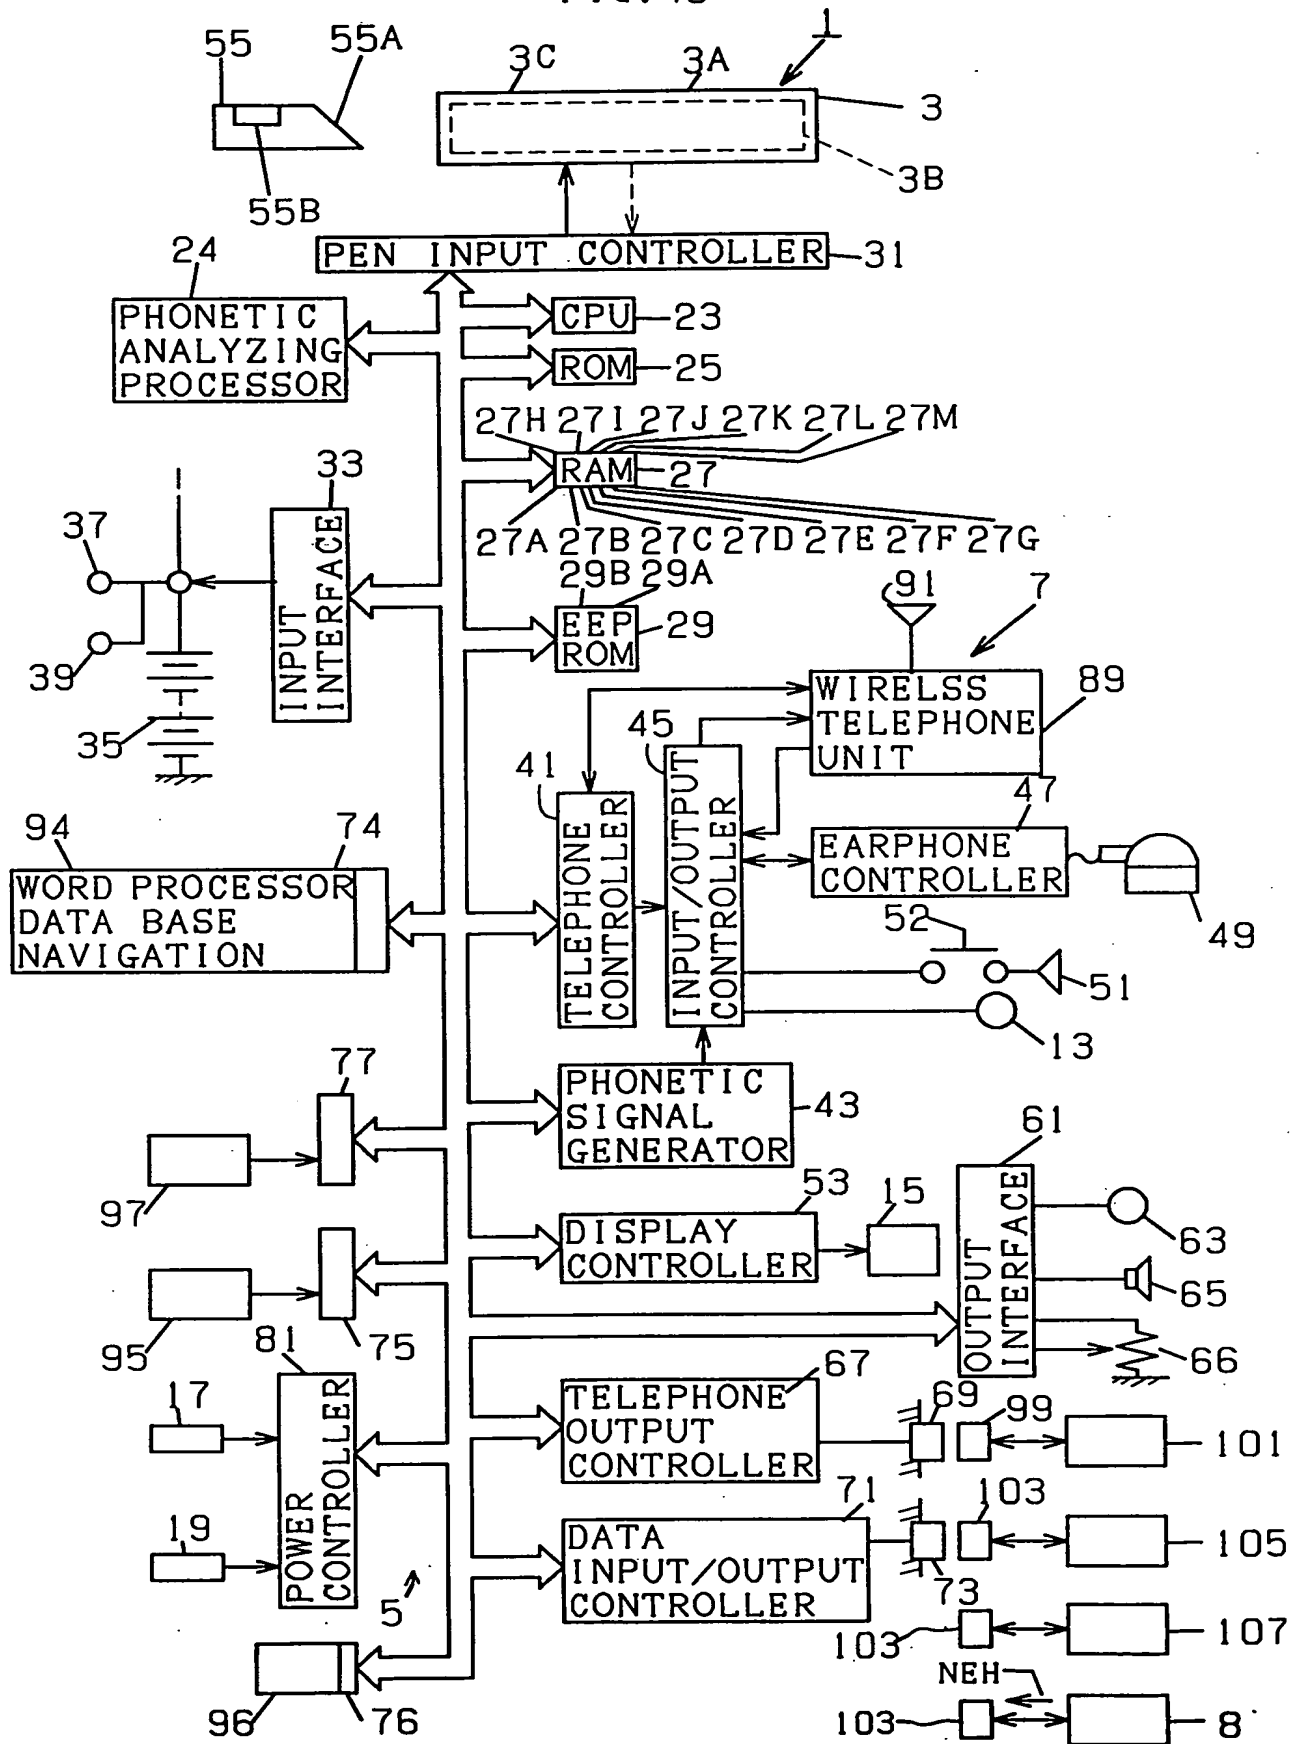 1
55 55A 3C 3A
3
3B
55B
24
PEN INPUT CONTROLLER 31
PHONETIC
ANALYZING
PROCESSOR
CPU 23
ROM 25
27H 27I 27J 27K 27L 27M
RAM 27
27A 27B 27C 27D 27E 27F 27G
33
37
INPUT
INTERFACE
39
35
29B 29A
EEP
ROM
29
91
7
WIRELSS
TELEPHONE
UNIT
89
45
41
47
TELEPHONE
CONTROLLER
INPUT/OUTPUT
CONTROLLER
EARPHONE
CONTROLLER
49
94 74
WORD PROCESSOR
DATA BASE
NAVIGATION
52
51
13
77
PHONETIC
SIGNAL
GENERATOR
43
61
97
53 15
DISPLAY
CONTROLLER
OUTPUT
INTERFACE
63
65
66
95
81
75
17
67
TELEPHONE
OUTPUT
CONTROLLER
69 99
101
POWER
CONTROLLER
19
5
71
DATA
INPUT/OUTPUT
CONTROLLER
103
105
73
103
107
NEH
96 76
103
8